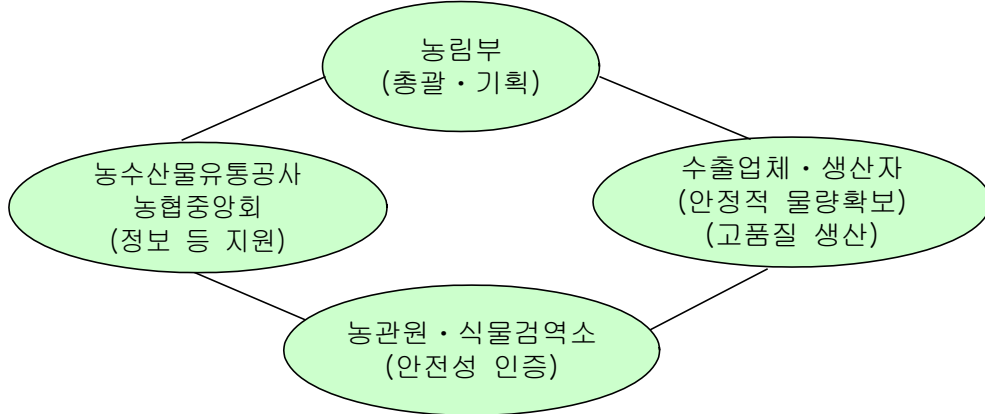 농림부
(총괄・기획)
농수산물유통공사
농협중앙회
(정보 등 지원)
수출업체・생산자
(안정적 물량확보)
(고품질 생산)
농관원・식물검역소
(안전성 인증)